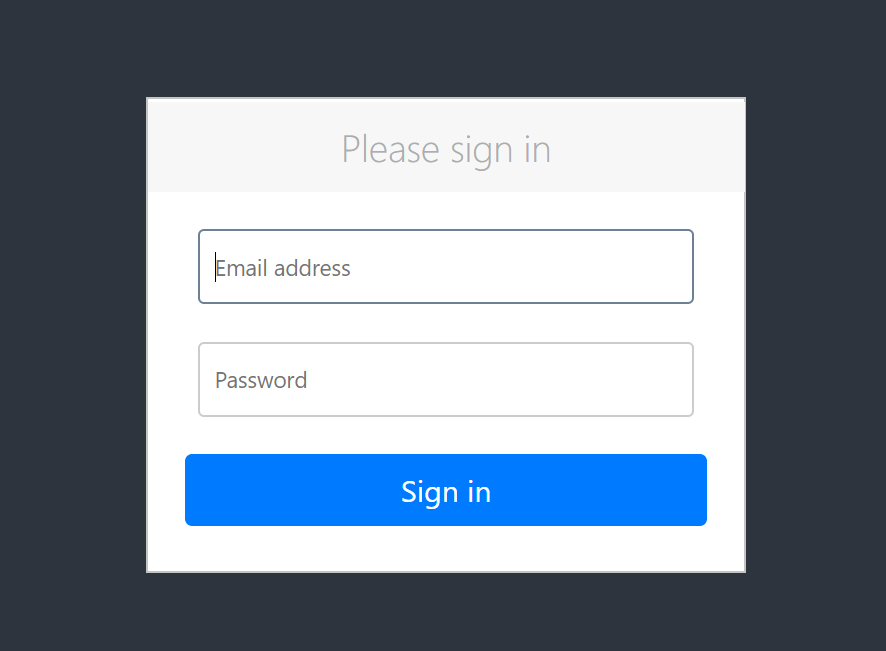 Please sign in
Email address
Password
Sign in